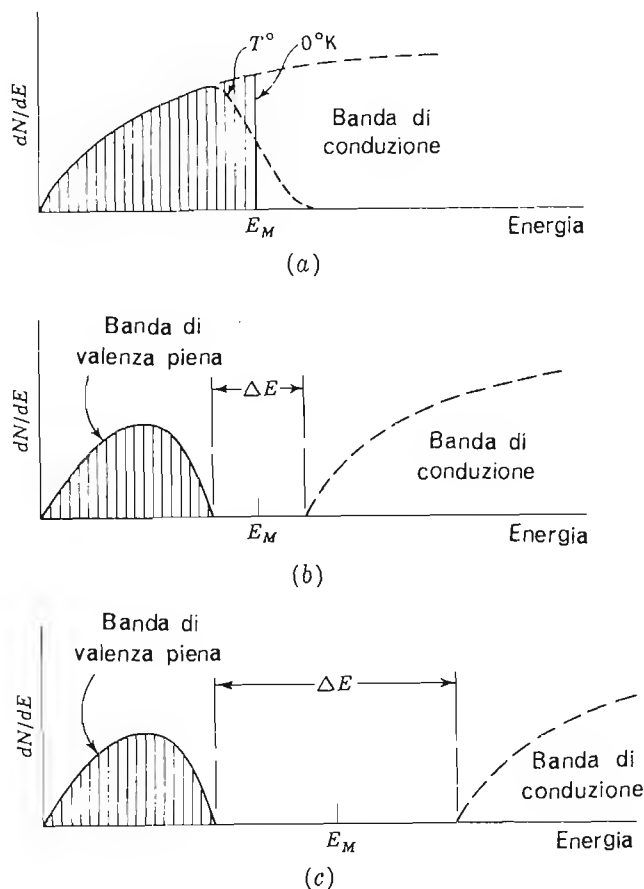 dN/dE
T°
0°K
Banda di
conduzione
E_M
Energia
(a)
dN/dE
Banda di
valenza piena
ΔE
Banda di
conduzione
E_M
Energia
(b)
dN/dE
Banda di
valenza piena
ΔE
Banda di
conduzione
E_M
Energia
(c)